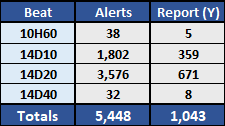 Beat Alerts Report (Y)
10H60 38 5
14D10 1,802 359
14D20 3,576 671
14D40 32 8
Totals 5,448 1,043